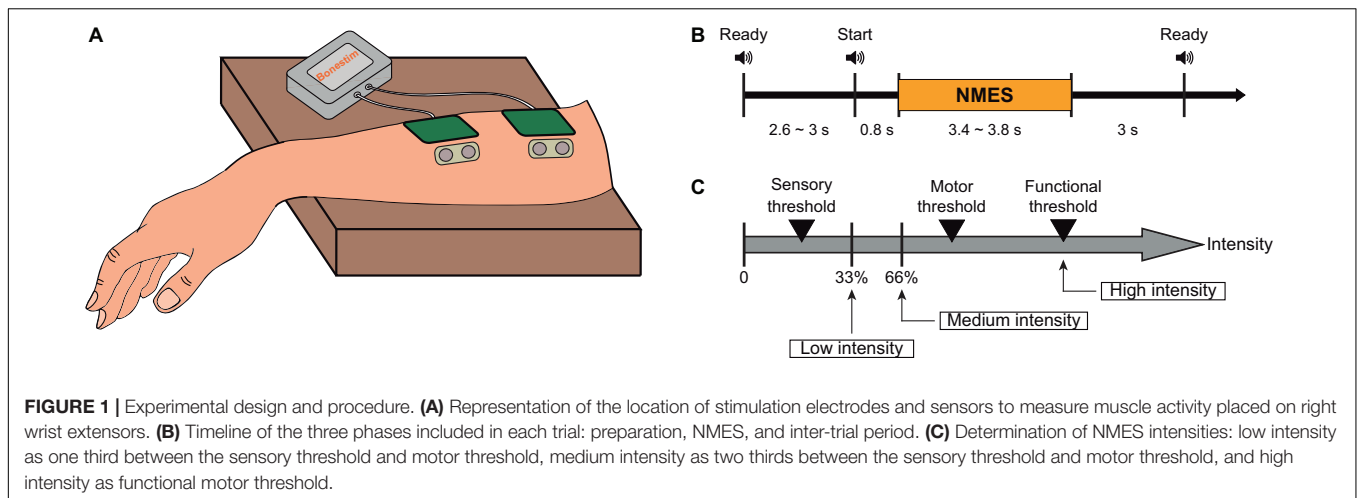 A
Bonestim
B
Ready
Start
Ready
NMES
2.6 ~ 3 s
0.8 s
3.4 ~ 3.8 s
3 s
C
Sensory
threshold
Motor
threshold
Functional
threshold
Intensity
0
33%
66%
High intensity
Medium intensity
Low intensity
FIGURE 1 | Experimental design and procedure. (A) Representation of the location of stimulation electrodes and sensors to measure muscle activity placed on right
wrist extensors. (B) Timeline of the three phases included in each trial: preparation, NMES, and inter-trial period. (C) Determination of NMES intensities: low intensity
as one third between the sensory threshold and motor threshold, medium intensity as two thirds between the sensory threshold and motor threshold, and high
intensity as functional motor threshold.